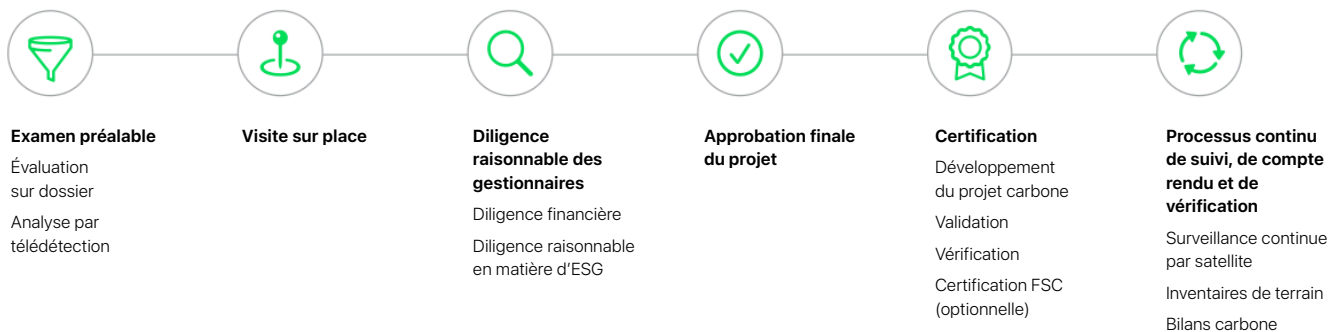 Examen préalable
Évaluation
sur dossier
Analyse par
télédétection
Visite sur place
Diligence
raisonnable des
gestionnaires
Diligence financière
Diligence raisonnable
en matière d’ESG
Approbation finale
du projet
Certification
Développement
du projet carbone
Validation
Vérification
Certification FSC
(optionnelle)
Processus continu
de suivi, de compte
rendu et de
vérification
Surveillance continue
par satellite
Inventaires de terrain
Bilans carbone